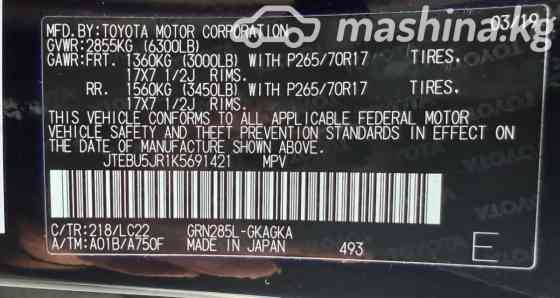 mashina.kg
MFD.BY:TOYOTA MOTOR CORPORATION 03/19
GVWR:2855KG (6300LB)
GAWR:FRT. 1360KG (3000LB) WITH P265/70R17 TIRES.
17X7 1/2J RIMS.
RR. 1560KG (3450LB) WITH P265/70R17 TIRES.
17X7 1/2J RIMS.
THIS VEHICLE CONFORMS TO ALL APPLICABLE FEDERAL MOTOR
VEHICLE SAFETY AND THEFT PREVENTION STANDARDS IN EFFECT
ON THE DATE OF MANUFACTURE SHOWN ABOVE.
JTEBU5JR1K5691421 MPV
C/TR:218/LC22 GRN285L-GKAGKA
A/TM:A01B/A750F MADE IN JAPAN 493 E